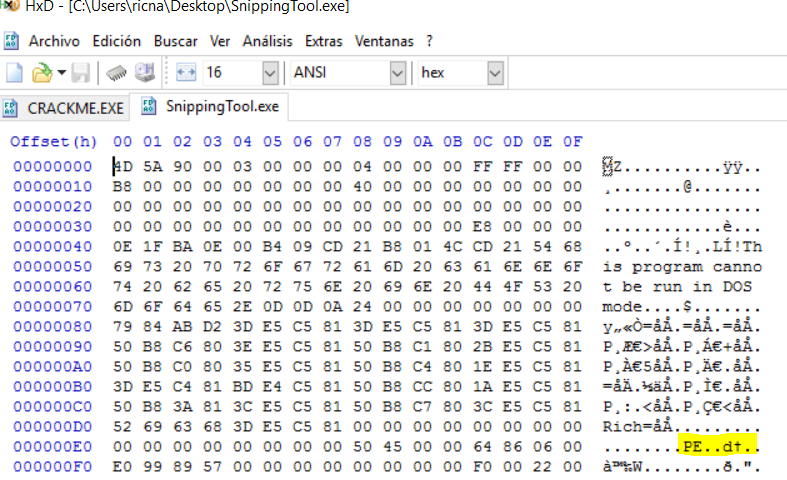 HxD - [C:\Users\ricna\Desktop\SnippingTool.exe]
Archivo Edición Buscar Ver Análisis Extras Ventanas ?
16 ANSI hex
CRACKME.EXE SnippingTool.exe
Offset(h) 00 01 02 03 04 05 06 07 08 09 0A 0B 0C 0D 0E 0F
00000000 4D 5A 90 00 03 00 00 00 04 00 00 00 FF FF 00 00 MZ..........ÿÿ..
00000010 B8 00 00 00 00 00 00 00 40 00 00 00 00 00 00 00 ¸.......@.......
00000020 00 00 00 00 00 00 00 00 00 00 00 00 00 00 00 00 ................
00000030 00 00 00 00 00 00 00 00 00 00 00 00 E8 00 00 00 ............è...
00000040 0E 1F BA 0E 00 B4 09 CD 21 B8 01 4C CD 21 54 68 ..º..´.Í!¸.LÍ!Th
00000050 69 73 20 70 72 6F 67 72 61 6D 20 63 61 6E 6E 6F is program canno
00000060 74 20 62 65 20 72 75 6E 20 69 6E 20 44 4F 53 20 t be run in DOS
00000070 6D 6F 64 65 2E 0D 0D 0A 24 00 00 00 00 00 00 00 mode....$.......
00000080 79 84 AB D2 3D E5 C5 81 3D E5 C5 81 3D E5 C5 81 y„«Ò=åÅ.=åÅ.=åÅ.
00000090 50 B8 C6 80 3E E5 C5 81 50 B8 C1 80 2B E5 C5 81 P¸Æ€>åÅ.P¸Á€+åÅ.
000000A0 50 B8 C0 80 35 E5 C5 81 50 B8 C4 80 1E E5 C5 81 P¸À€5åÅ.P¸Ä€.åÅ.
000000B0 3D E5 C4 81 BD E4 C5 81 50 B8 CC 80 1A E5 C5 81 =åÄ.½äÅ.P¸Ì€.åÅ.
000000C0 50 B8 3A 81 3C E5 C5 81 50 B8 C7 80 3C E5 C5 81 P¸:.<åÅ.P¸Ç€<åÅ.
000000D0 52 69 63 68 3D E5 C5 81 00 00 00 00 00 00 00 00 Rich=åÅ.........
000000E0 00 00 00 00 00 00 00 00 50 45 00 00 64 86 06 00 ........PE..d†..
000000F0 E0 99 89 57 00 00 00 00 00 00 00 00 F0 00 22 00 à™‰W........ð.".